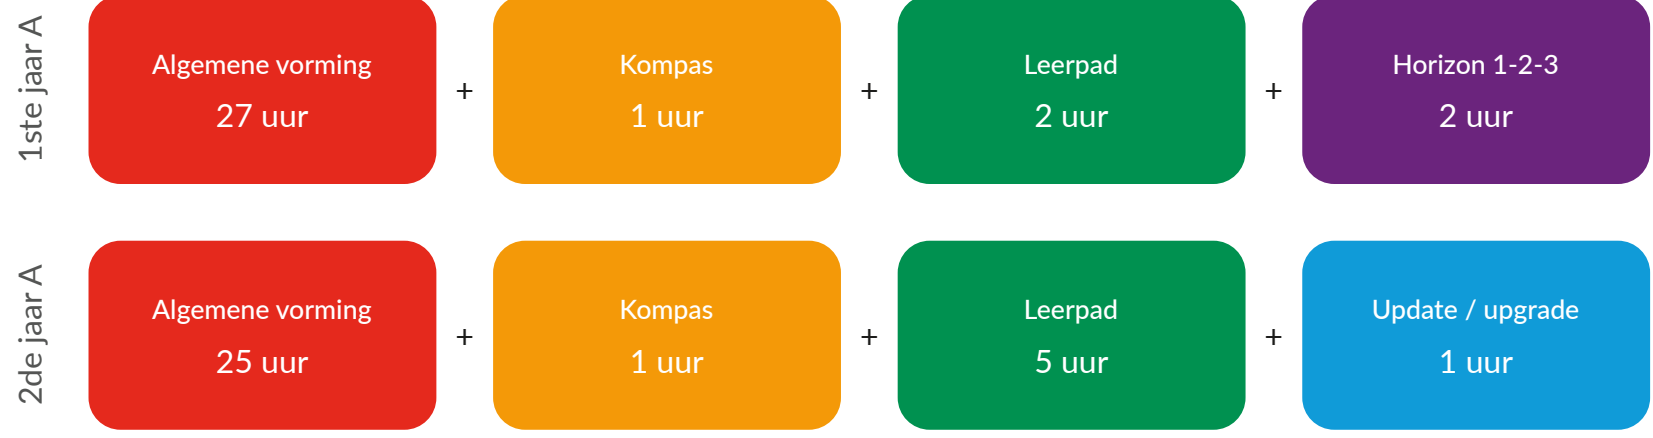 1ste jaar A
Algemene vorming
27 uur
+
Kompas
1 uur
+
Leerpad
2 uur
+
Horizon 1-2-3
2 uur
2de jaar A
Algemene vorming
25 uur
+
Kompas
1 uur
+
Leerpad
5 uur
+
Update / upgrade
1 uur